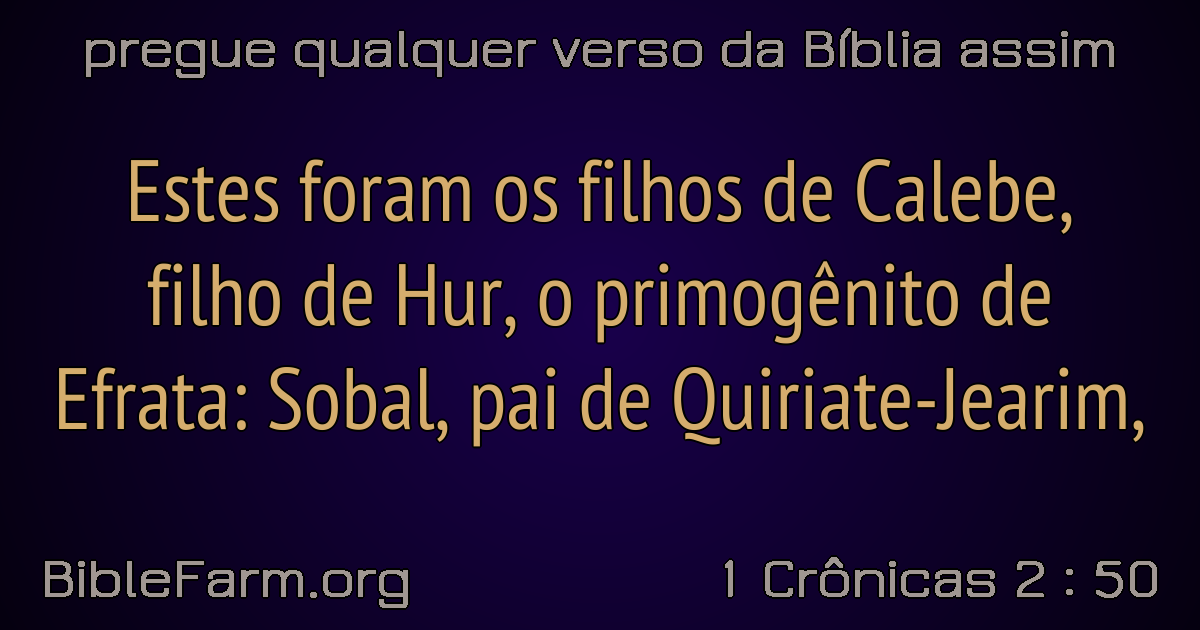 pregue qualquer verso da Bíblia assim
Estes foram os filhos de Calebe,
filho de Hur, o primogênito de
Efrata: Sobal, pai de Quiriate-Jearim,
BibleFarm.org
1 Crônicas 2 : 50